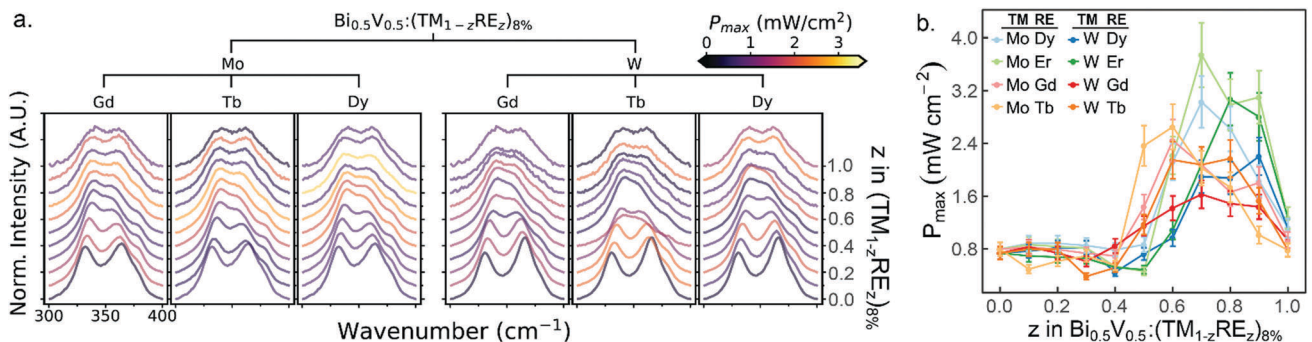 a.
Bi0.5V0.5:(TM1−zREz)8%
Pmax (mW/cm²)
0 1 2 3
Mo W
Gd Tb Dy Gd Tb Dy
Norm. Intensity (A.U.)
1.0
0.8
0.6
0.4
0.2
0.0
z in (TM1-zREz)8%
300 350 400
Wavenumber (cm−1)
b.
TM RE TM RE
Mo Dy W Dy
Mo Er W Er
Mo Gd W Gd
Mo Tb W Tb
Pmax (mW cm−2)
4.0
3.2
2.4
1.6
0.8
0.0 0.2 0.4 0.6 0.8 1.0
z in Bi0.5V0.5:(TM1-zREz)8%